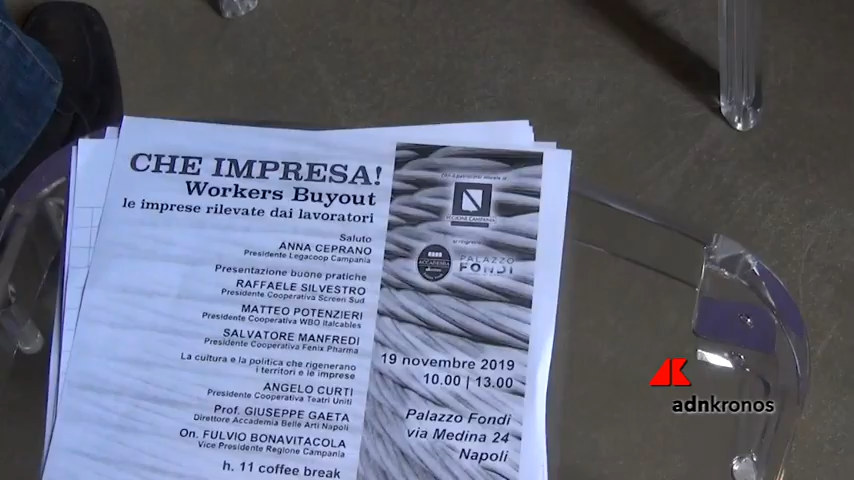 CHE IMPRESA!
Workers Buyout
le imprese rilevate dai lavoratori
Saluto
ANNA CEPRANO
Presidente Legacoop Campania
Presentazione buone pratiche
RAFFAELE SILVESTRO
Presidente Cooperativa Screen Sud
MATTEO POTENZIERI
Presidente Cooperativa WBO Italcables
SALVATORE MANFREDI
Presidente Cooperativa Fenix Pharma
La cultura e la politica che rigenerano
i territori e le imprese
ANGELO CURTI
Presidente Cooperativa Teatri Uniti
Prof. GIUSEPPE GAETA
Direttore Accademia Belle Arti Napoli
On. FULVIO BONAVITACOLA
Vice Presidente Regione Campania
h. 11 coffee break
REGIONE CAMPANIA
ACCADEMIA
PALAZZO
FONDI
19 novembre 2019
10.00 | 13.00
Palazzo Fondi
via Medina 24
Napoli
adnkronos